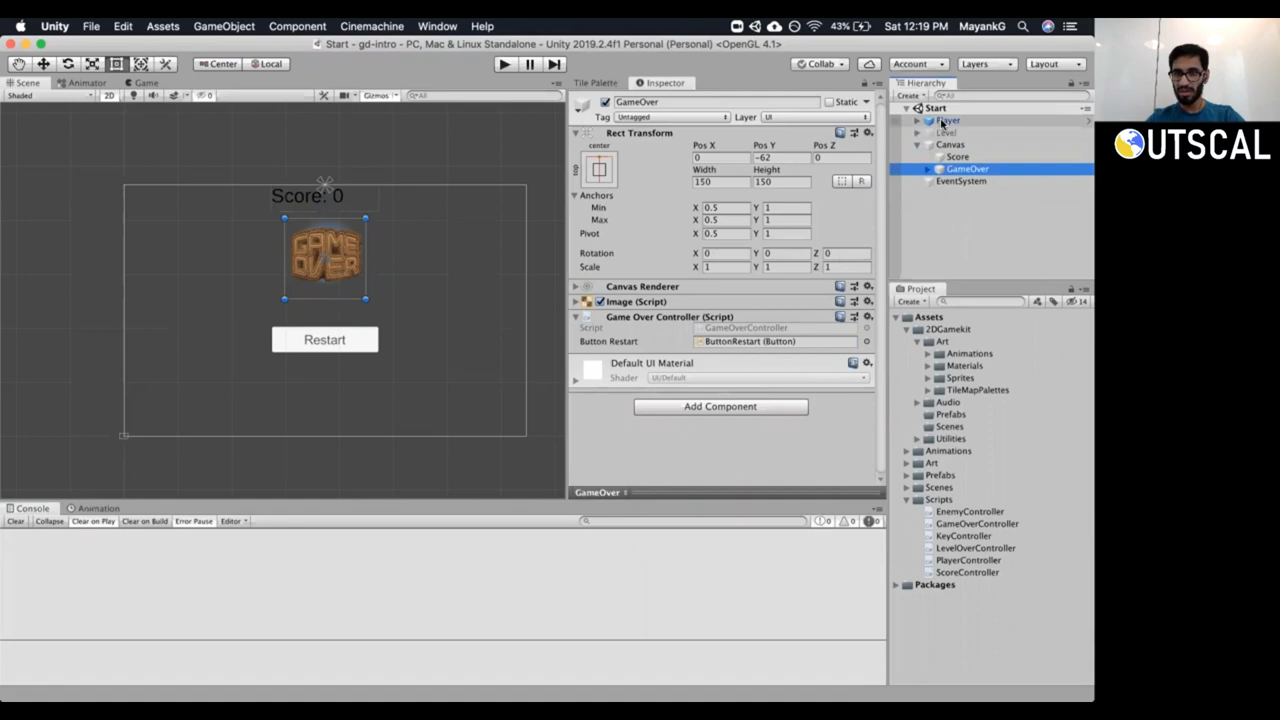 Unity File Edit Assets GameObject Component Cinemachine Window Help 43% Sat 12:19 PM MayankG
Start - gd-intro - PC, Mac & Linux Standalone - Unity 2019.2.4f1 Personal (Personal) <OpenGL 4.1>
Center Local Collab Account Layers Layout
Scene Animator Game
Shaded 2D 0 Gizmos All
Score: 0
GAME
OVER
Restart
Tile Palette Inspector
GameOver Static
Tag Untagged Layer UI
Rect Transform
center Pos X Pos Y Pos Z
top 0 -62 0
Width Height
150 150 R
Anchors
Min X 0.5 Y 1
Max X 0.5 Y 1
Pivot X 0.5 Y 1
Rotation X 0 Y 0 Z 0
Scale X 1 Y 1 Z 1
Canvas Renderer
Image (Script)
Game Over Controller (Script)
Script GameOverController
Button Restart ButtonRestart (Button)
Default UI Material
Shader UI/Default
Add Component
GameOver
Hierarchy
Create All
Start
Player
Level
Canvas
Score
GameOver
EventSystem
Project
Create 14
Assets
2DGamekit
Art
Animations
Materials
Sprites
TileMapPalettes
Audio
Prefabs
Scenes
Utilities
Animations
Art
Prefabs
Scenes
Scripts
EnemyController
GameOverController
KeyController
LevelOverController
PlayerController
ScoreController
Packages
Console Animation
Clear Collapse Clear on Play Clear on Build Error Pause Editor 0 0 0
UTSCAL